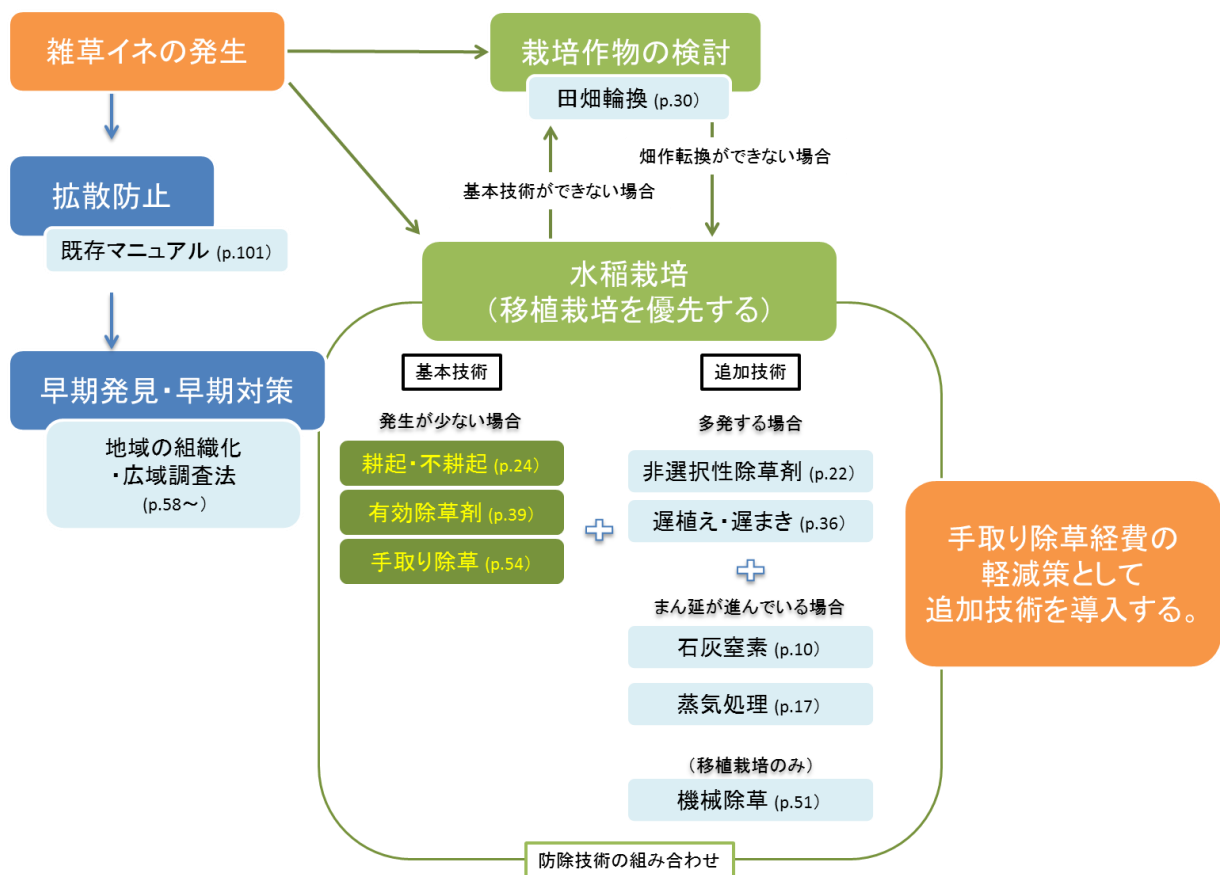 雑草イネの発生
栽培作物の検討
田畑輪換 (p.30)
畑作転換ができない場合
基本技術ができない場合
拡散防止
既存マニュアル (p.101)
早期発見・早期対策
地域の組織化
・広域調査法
(p.58～)
水稲栽培
（移植栽培を優先する）
基本技術
発生が少ない場合
耕起・不耕起 (p.24)
有効除草剤 (p.39)
手取り除草 (p.54)
追加技術
多発する場合
非選択性除草剤 (p.22)
遅植え・遅まき (p.36)
まん延が進んでいる場合
石灰窒素 (p.10)
蒸気処理 (p.17)
（移植栽培のみ）
機械除草 (p.51)
手取り除草経費の
軽減策として
追加技術を導入する。
防除技術の組み合わせ